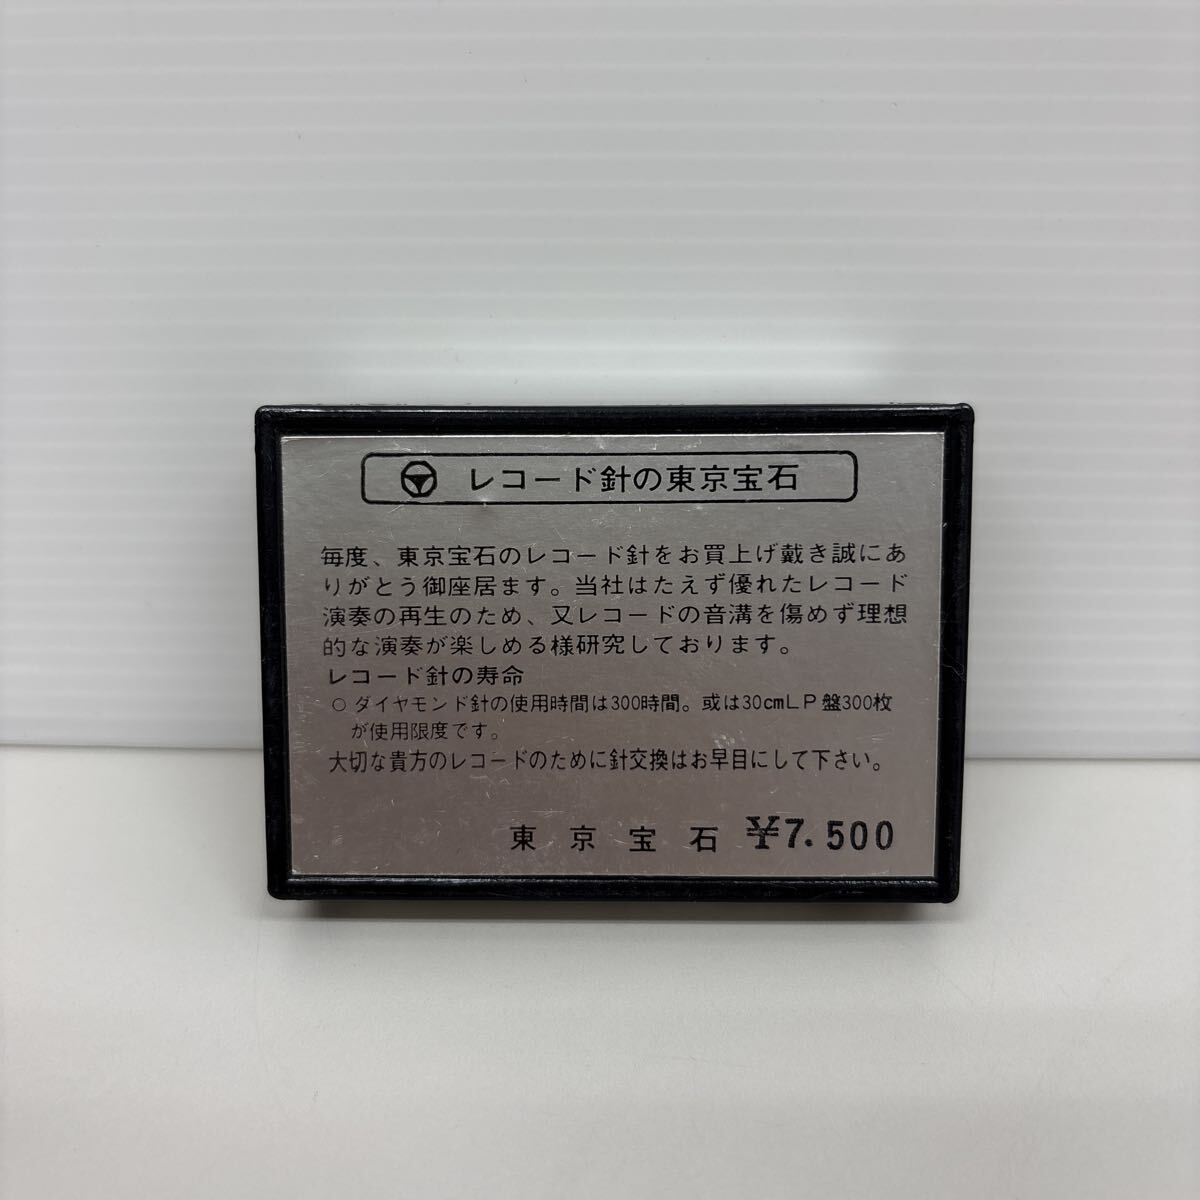 レコード針の東京宝石
毎度、東京宝石のレコード針をお買上げ戴き誠にあ
りがとう御座居ます。当社はたえず優れたレコード
演奏の再生のため、又レコードの音溝を傷めず理想
的な演奏が楽しめる様研究しております。
レコード針の寿命
○ダイヤモンド針の使用時間は300時間。或は30cmLP盤300枚
が使用限度です。
大切な貴方のレコードのために針交換はお早目にして下さい。
東京宝石 ¥7.500